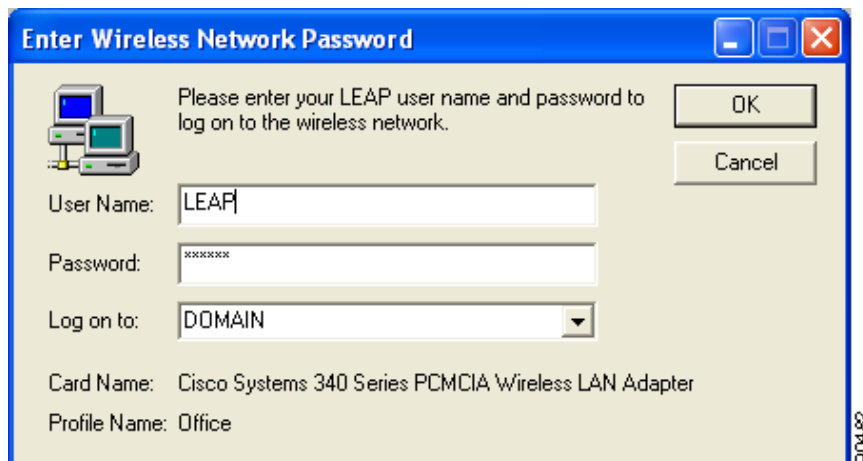 Enter Wireless Network Password
Please enter your LEAP user name and password to
log on to the wireless network.
OK
Cancel
User Name: LEAP
Password: xxxxxx
Log on to: DOMAIN
Card Name: Cisco Systems 340 Series PCMCIA Wireless LAN Adapter
Profile Name: Office